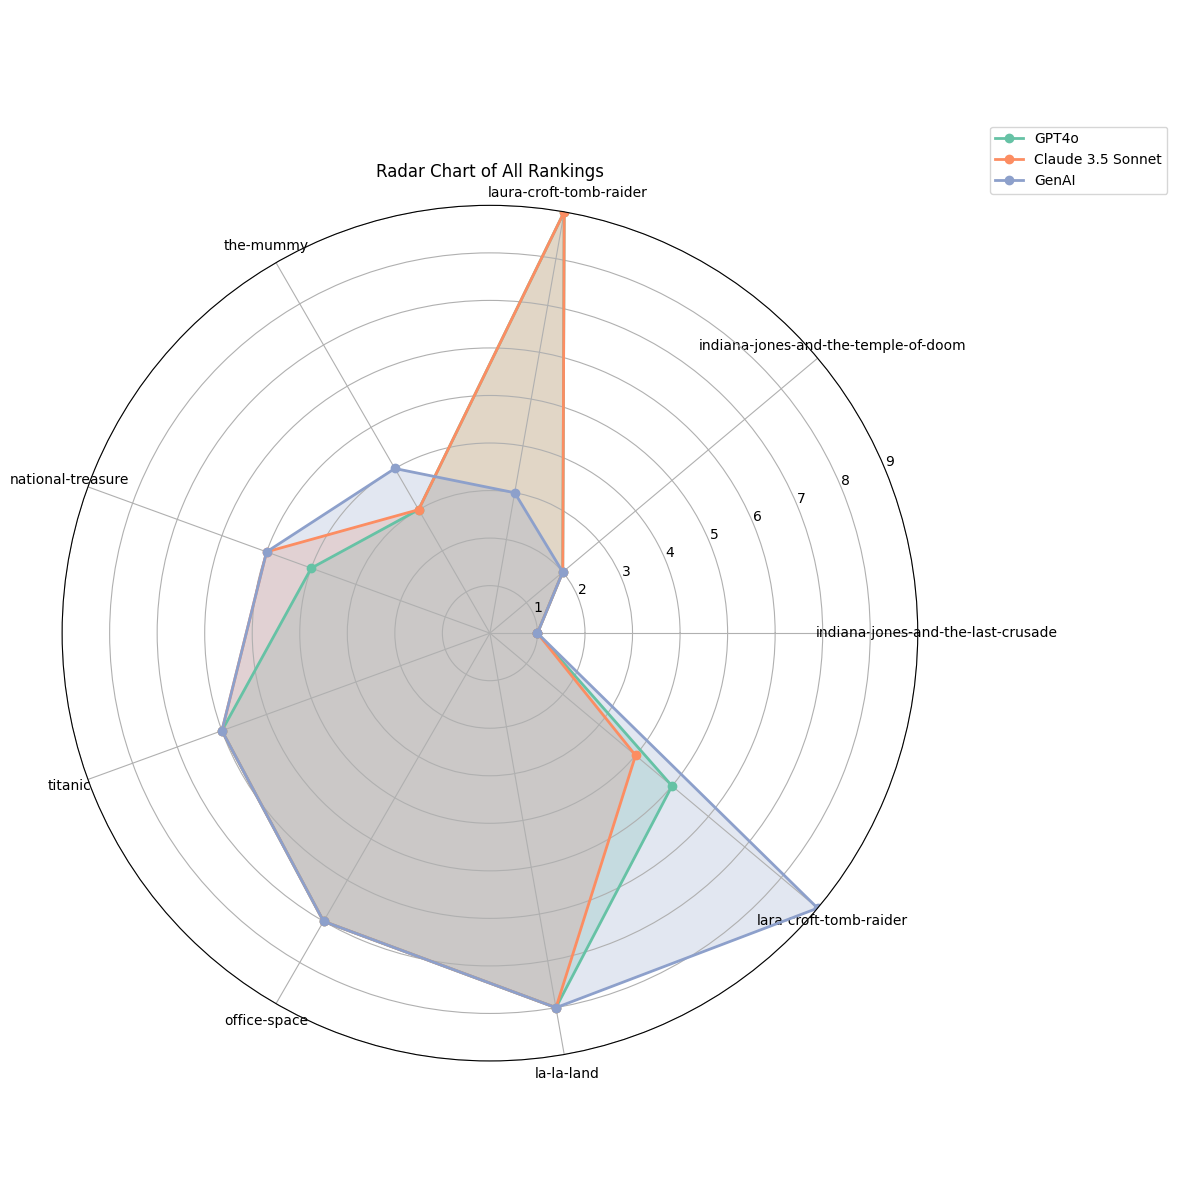 GPT4o
Claude 3.5 Sonnet
GenAI
Radar Chart of All Rankings
laura-croft-tomb-raider
the-mummy
indiana-jones-and-the-temple-of-doom
national-treasure
9
8
7
6
5
4
3
2
1
indiana-jones-and-the-last-crusade
titanic
lara-croft-tomb-raider
office-space
la-la-land